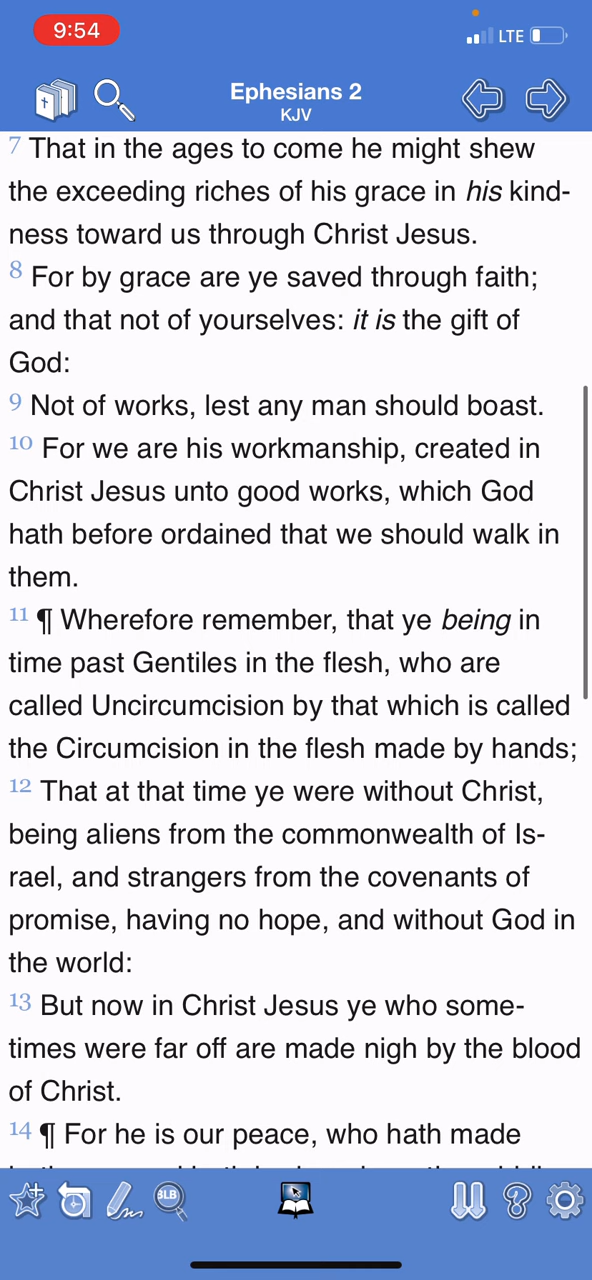 9:54
LTE
Ephesians 2
KJV
7 That in the ages to come he might shew
the exceeding riches of his grace in his kind-
ness toward us through Christ Jesus.
8 For by grace are ye saved through faith;
and that not of yourselves: it is the gift of
God:
9 Not of works, lest any man should boast.
10 For we are his workmanship, created in
Christ Jesus unto good works, which God
hath before ordained that we should walk in
them.
11 ¶ Wherefore remember, that ye being in
time past Gentiles in the flesh, who are
called Uncircumcision by that which is called
the Circumcision in the flesh made by hands;
12 That at that time ye were without Christ,
being aliens from the commonwealth of Is-
rael, and strangers from the covenants of
promise, having no hope, and without God in
the world:
13 But now in Christ Jesus ye who some-
times were far off are made nigh by the blood
of Christ.
14 ¶ For he is our peace, who hath made
BLB